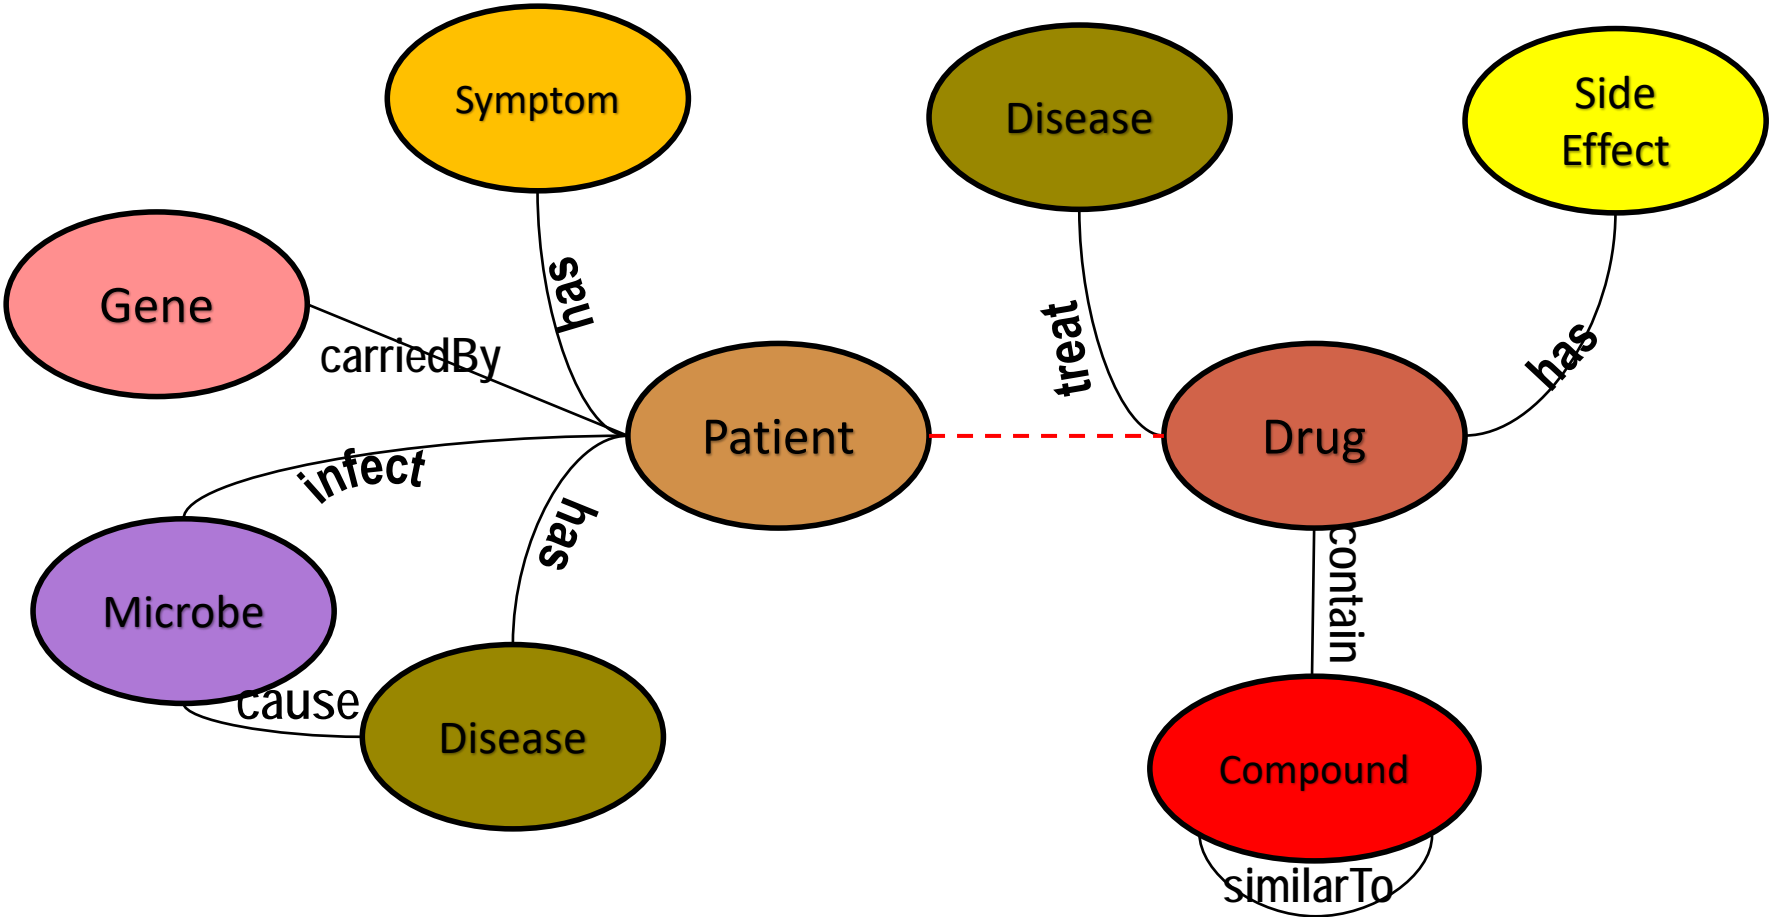 Symptom
Disease
Side
Effect
has
Gene
carriedBy
treat
has
Patient
Drug
infect
has
contain
Microbe
cause
Disease
Compound
similarTo